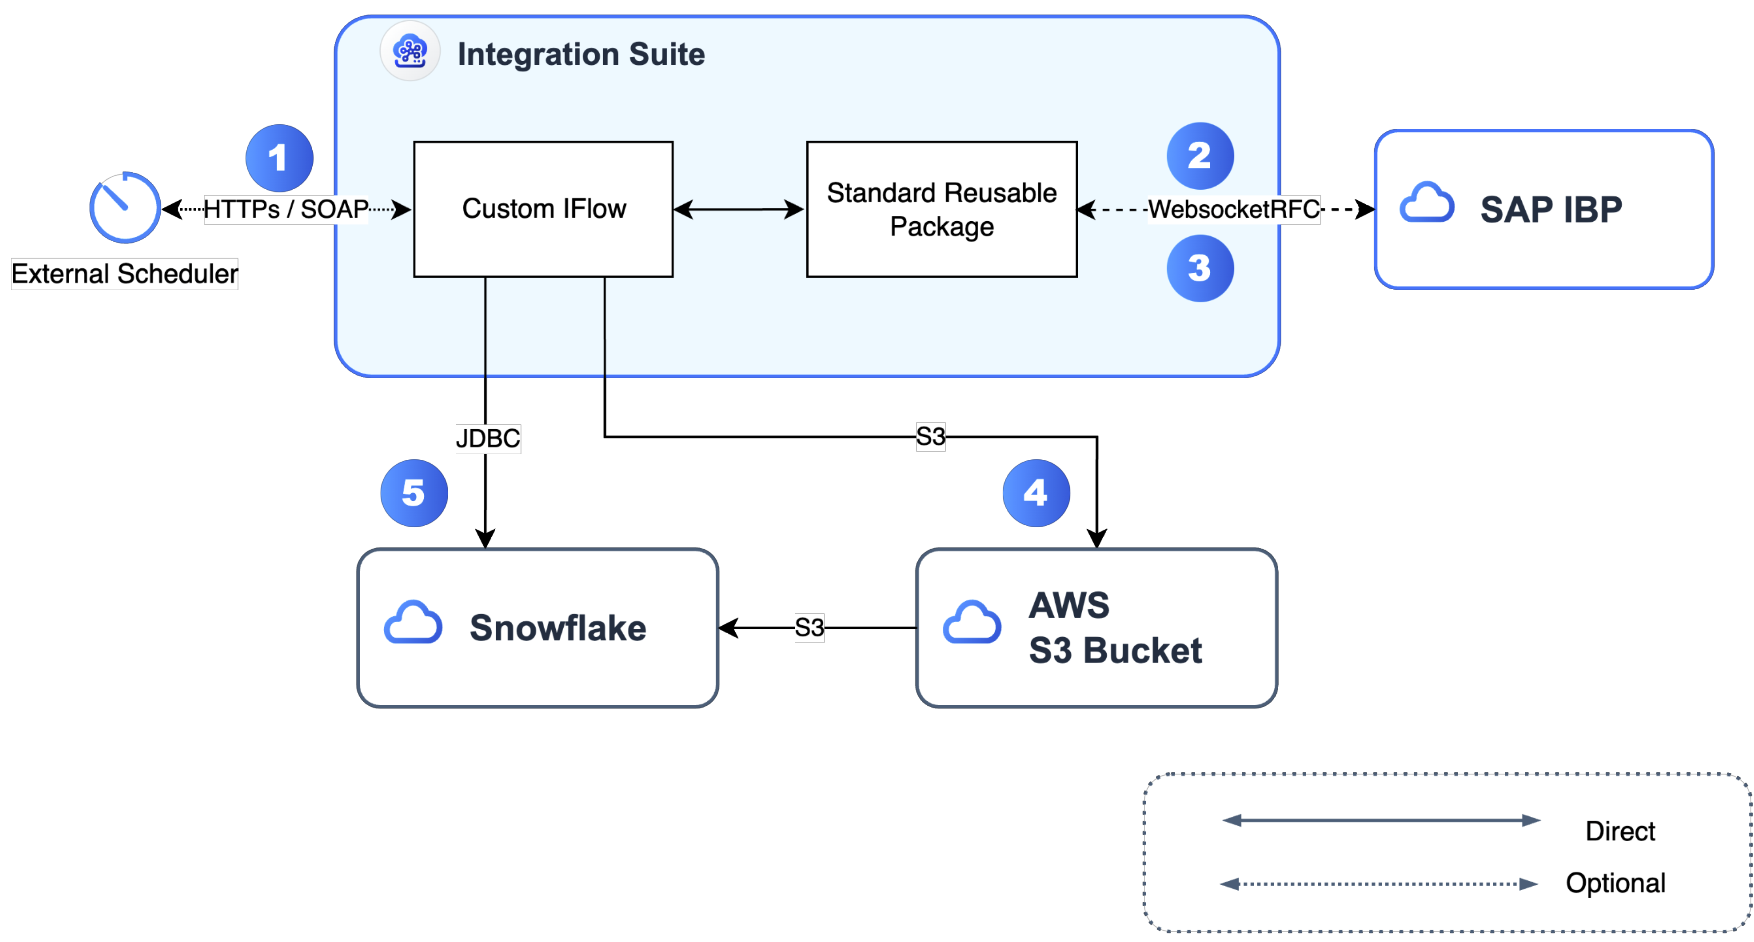 Integration Suite
1
HTTPs / SOAP
External Scheduler
Custom IFlow
Standard Reusable
Package
2
WebsocketRFC
3
SAP IBP
JDBC
S3
5
4
Snowflake
S3
AWS
S3 Bucket
Direct
Optional